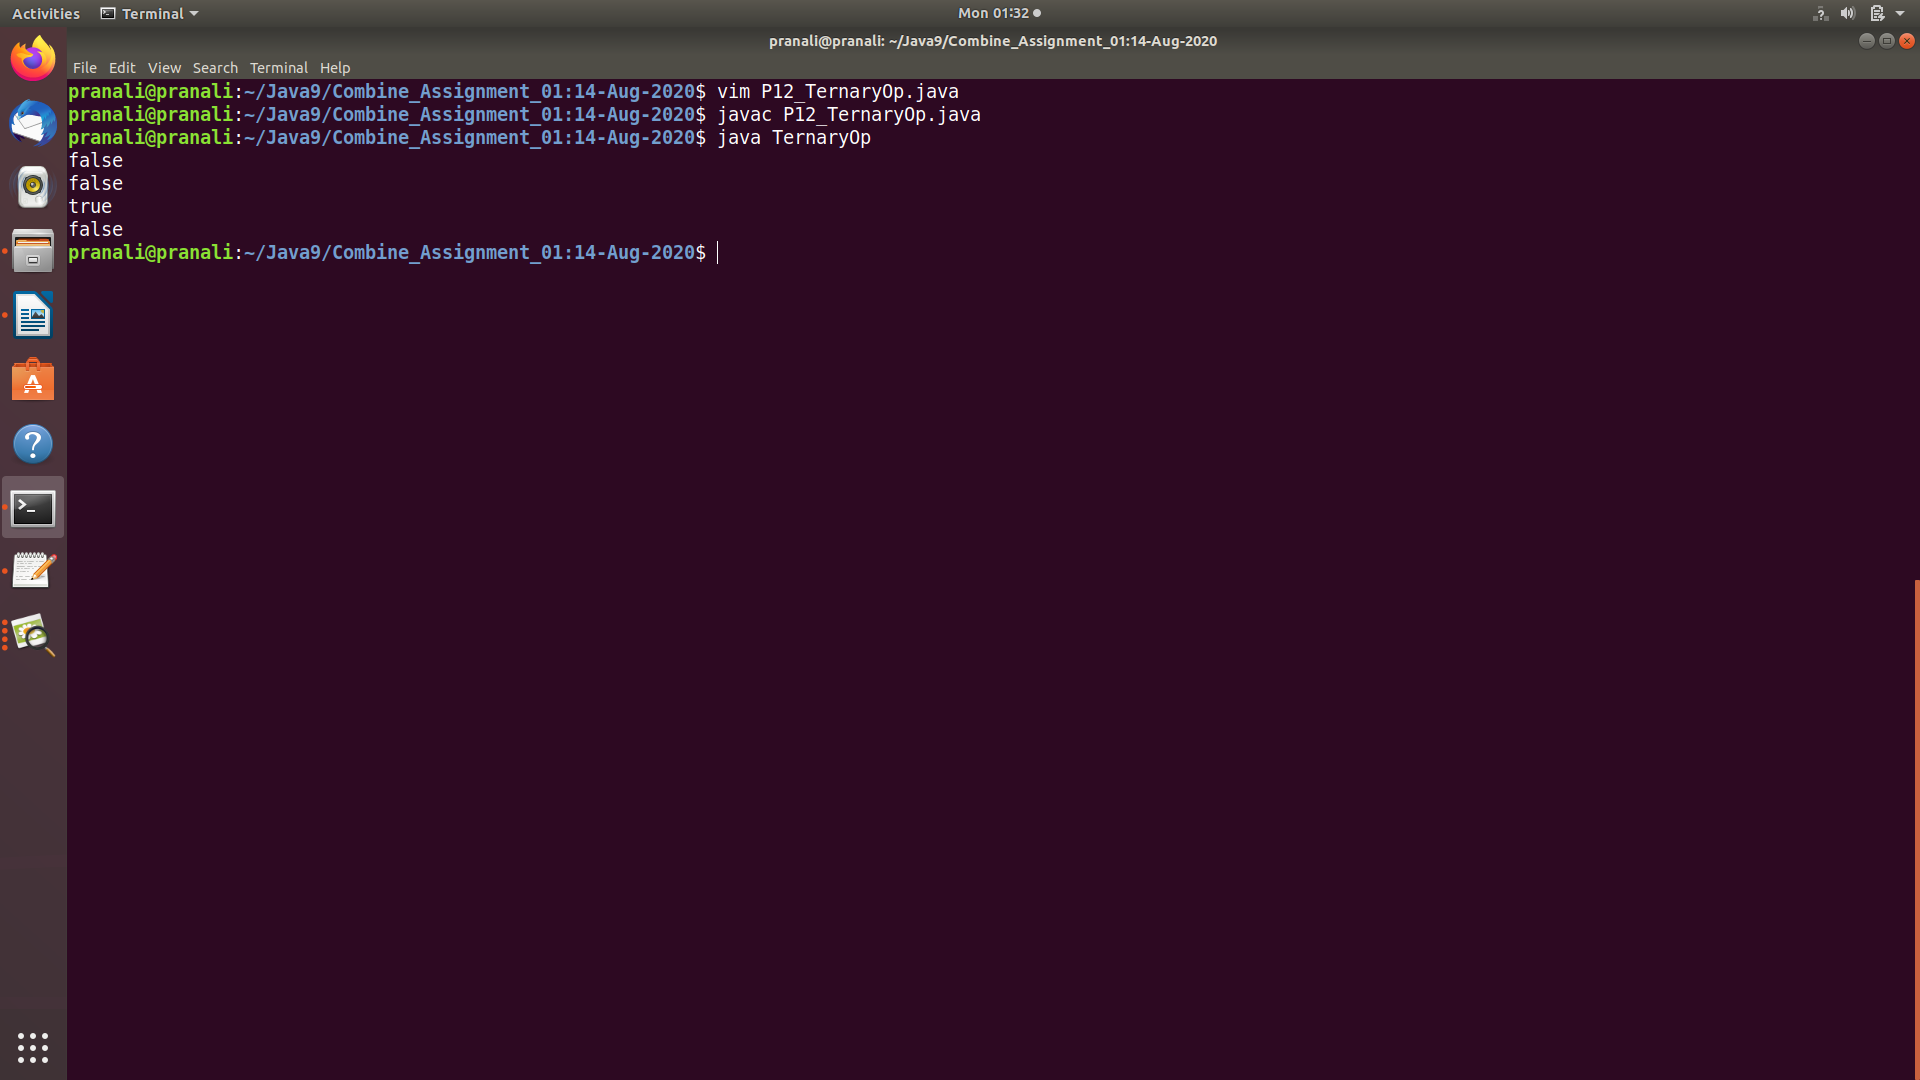 Activities Terminal Mon 01:32
pranali@pranali: ~/Java9/Combine_Assignment_01:14-Aug-2020
File Edit View Search Terminal Help
pranali@pranali:~/Java9/Combine_Assignment_01:14-Aug-2020$ vim P12_TernaryOp.java
pranali@pranali:~/Java9/Combine_Assignment_01:14-Aug-2020$ javac P12_TernaryOp.java
pranali@pranali:~/Java9/Combine_Assignment_01:14-Aug-2020$ java TernaryOp
false
false
true
false
pranali@pranali:~/Java9/Combine_Assignment_01:14-Aug-2020$